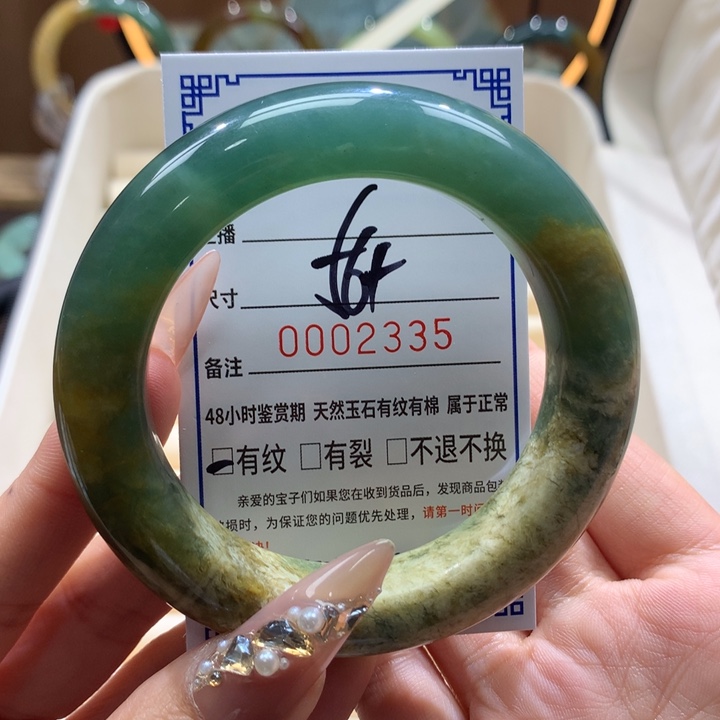 播
尺寸
0002335
备注
48小时鉴赏期 天然玉石有纹有棉 属于正常
□有纹 □有裂 □不退不换
亲爱的宝子们如果您在收到货品后,发现商品包
损时,为保证您的问题优先处理,请第一时间